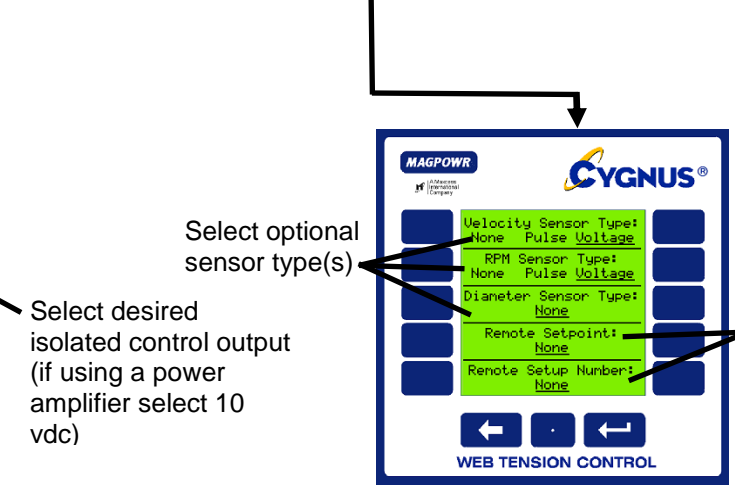 MAGPOWR
A Maxcess
International
Company
CYGNUS®
Velocity Sensor Type:
None Pulse Voltage
RPM Sensor Type:
None Pulse Voltage
Diameter Sensor Type:
None
Remote Setpoint:
None
Remote Setup Number:
None
WEB TENSION CONTROL
Select optional
sensor type(s)
Select desired
isolated control output
(if using a power
amplifier select 10
vdc)